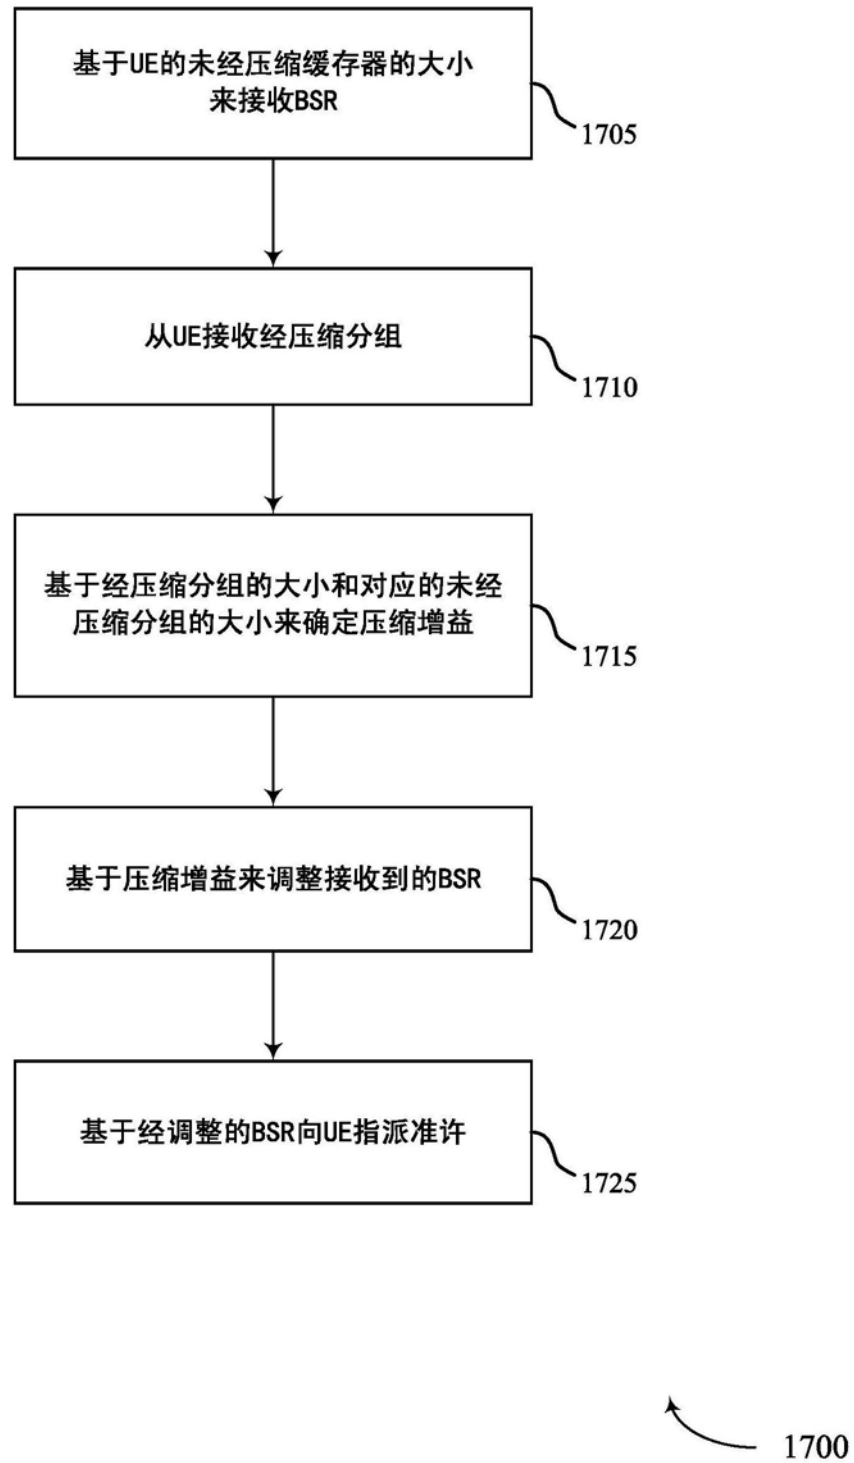 基于UE的未经压缩缓存器的大小
来接收BSR
1705
从UE接收经压缩分组
1710
基于经压缩分组的大小和对应的未经
压缩分组的大小来确定压缩增益
1715
基于压缩增益来调整接收到的BSR
1720
基于经调整的BSR向UE指派准许
1725
1700